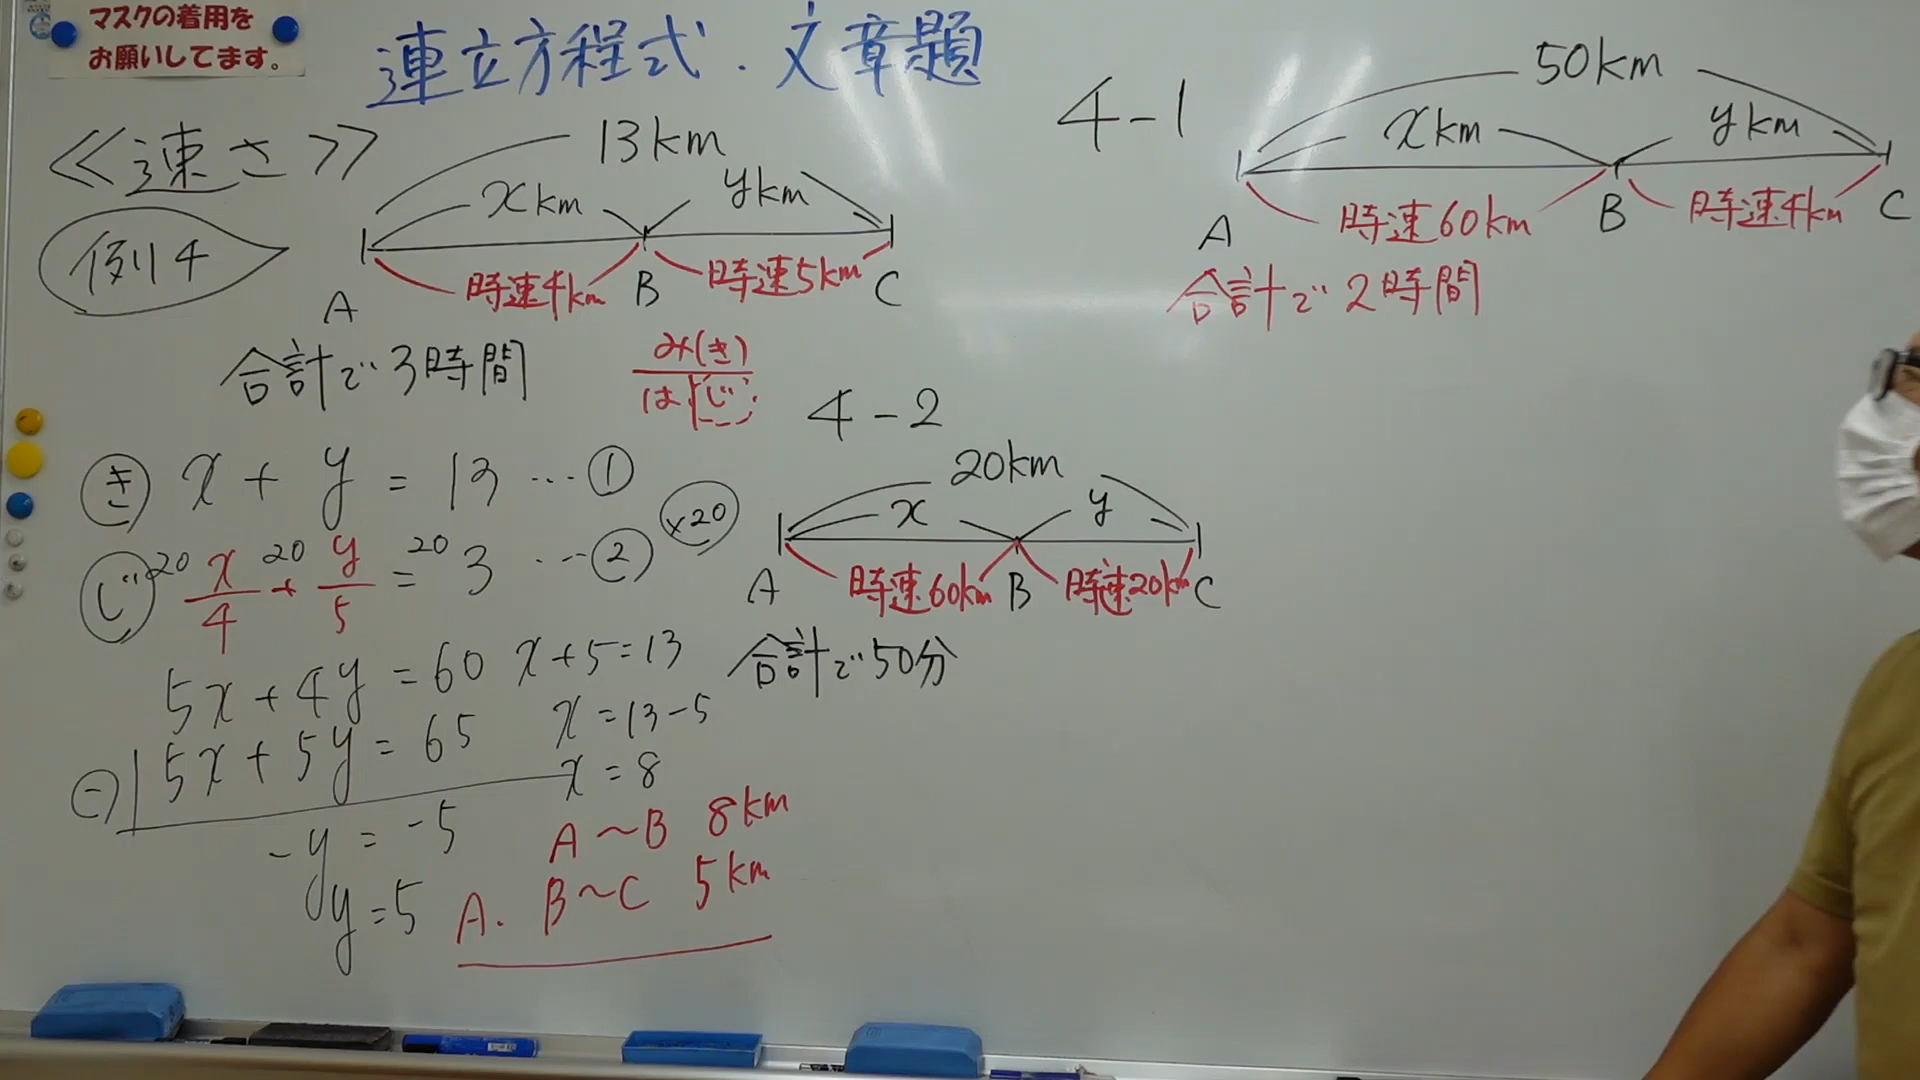 マスクの着用を
お願いしてます。
連立方程式・文章題
≪速さ≫
例4
13km
xkm
ykm
時速4km
時速5km
A
B
C
合計で3時間
み(き)
はじ
き x + y = 13 … ①
じ 20 x/4 + 20 y/5 = 20 3 … ② ×20
5x + 4y = 60
⊖ 5x + 5y = 65
-y = -5
y = 5
x + 5 = 13
x = 13 - 5
x = 8
A~B 8km
A. B~C 5km
4-1
50km
xkm
ykm
時速60km
時速4km
A
B
C
合計で2時間
4-2
20km
x
y
時速60km
時速20km
A
B
C
合計で50分